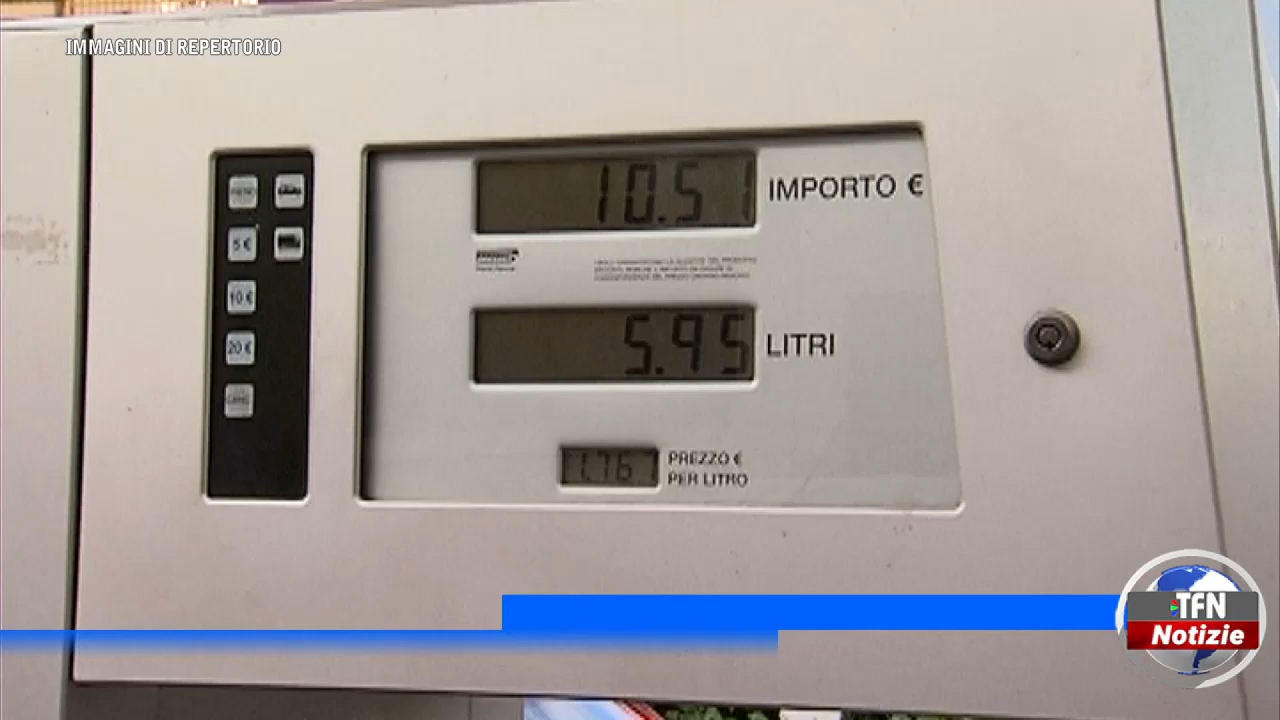 IMMAGINI DI REPERTORIO
10.51
IMPORTO €
5 €
10 €
20 €
5.95
LITRI
1.767
PREZZO €
PER LITRO
TFN
Notizie